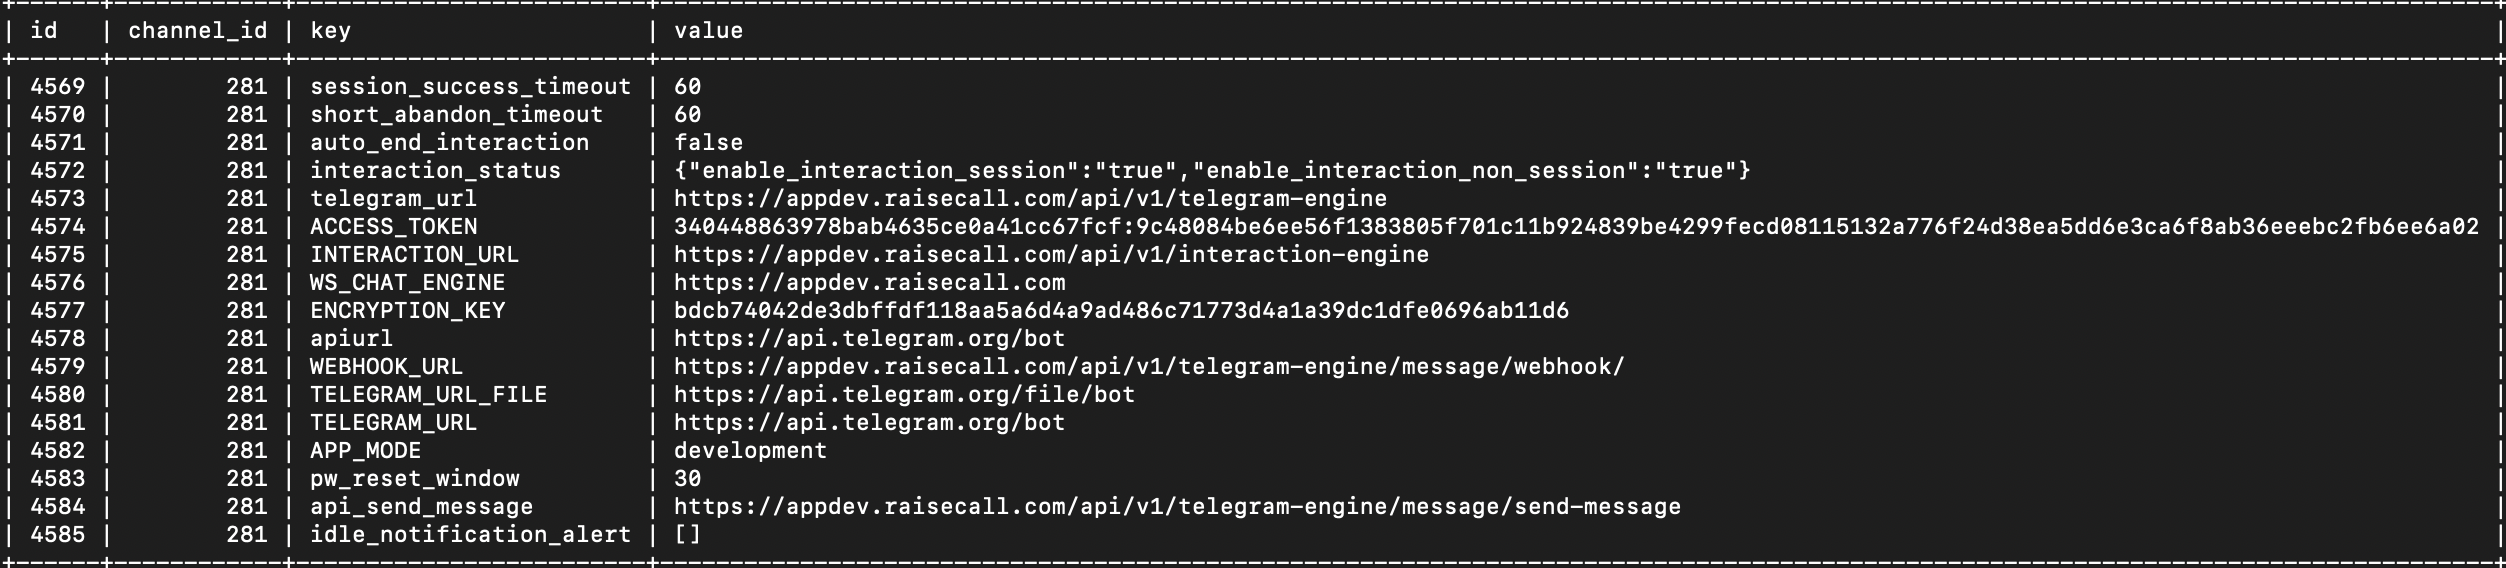 id channel_id key value
4569 281 session_success_timeout 60
4570 281 short_abandon_timeout 60
4571 281 auto_end_interaction false
4572 281 interaction_status {"enable_interaction_session":"true","enable_interaction_non_session":"true"}
4573 281 telegram_url https://appdev.raisecall.com/api/v1/telegram-engine
4574 281 ACCESS_TOKEN 340448863978bab4635ce0a41cc67fcf:9c48084be6ee56f1383805f701c11b924839be4299fecd08115132a776f24d38ea5dd6e3ca6f8ab36eeebc2fb6ee6a02
4575 281 INTERACTION_URL https://appdev.raisecall.com/api/v1/interaction-engine
4576 281 WS_CHAT_ENGINE https://appdev.raisecall.com
4577 281 ENCRYPTION_KEY bdcb74042de3dbffdf118aa5a6d4a9ad486c71773d4a1a39dc1dfe0696ab11d6
4578 281 apiurl https://api.telegram.org/bot
4579 281 WEBHOOK_URL https://appdev.raisecall.com/api/v1/telegram-engine/message/webhook/
4580 281 TELEGRAM_URL_FILE https://api.telegram.org/file/bot
4581 281 TELEGRAM_URL https://api.telegram.org/bot
4582 281 APP_MODE development
4583 281 pw_reset_window 30
4584 281 api_send_message https://appdev.raisecall.com/api/v1/telegram-engine/message/send-message
4585 281 idle_notification_alert []